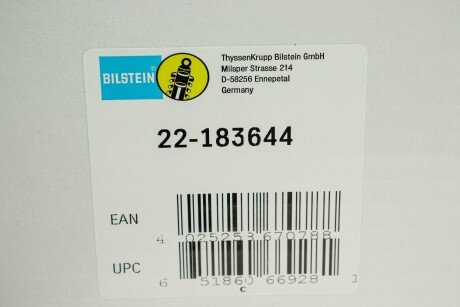 BILSTEIN
ThyssenKrupp Bilstein GmbH
Milsper Strasse 214
D-58256 Ennepetal
Germany
22-183644
EAN
4 025258 670788
UPC
6 51860 66928 1
C